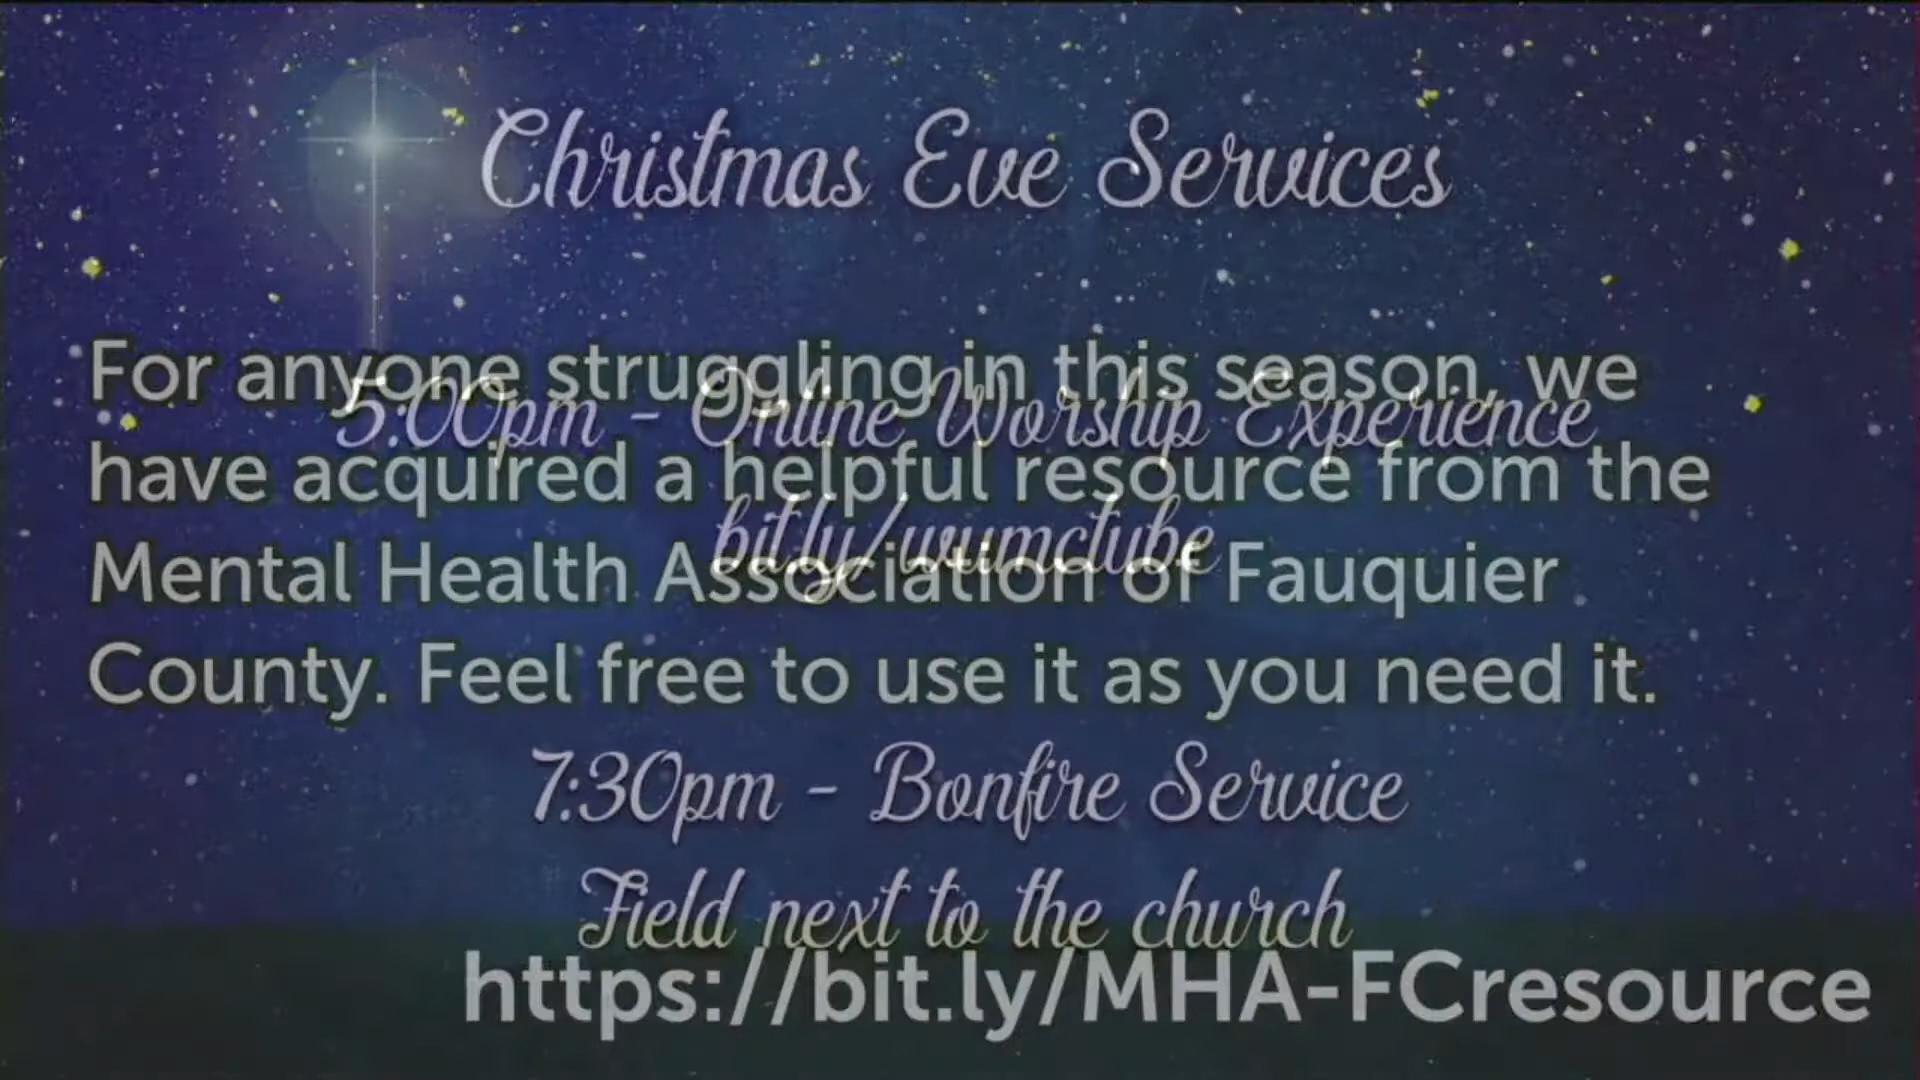 Christmas Eve Services
For anyone struggling in this season, we
5:00pm - Online Worship Experience
have acquired a helpful resource from the
bit.ly/wumctube
Mental Health Association of Fauquier
County. Feel free to use it as you need it.
7:30pm - Bonfire Service
Field next to the church
https://bit.ly/MHA-FCresource